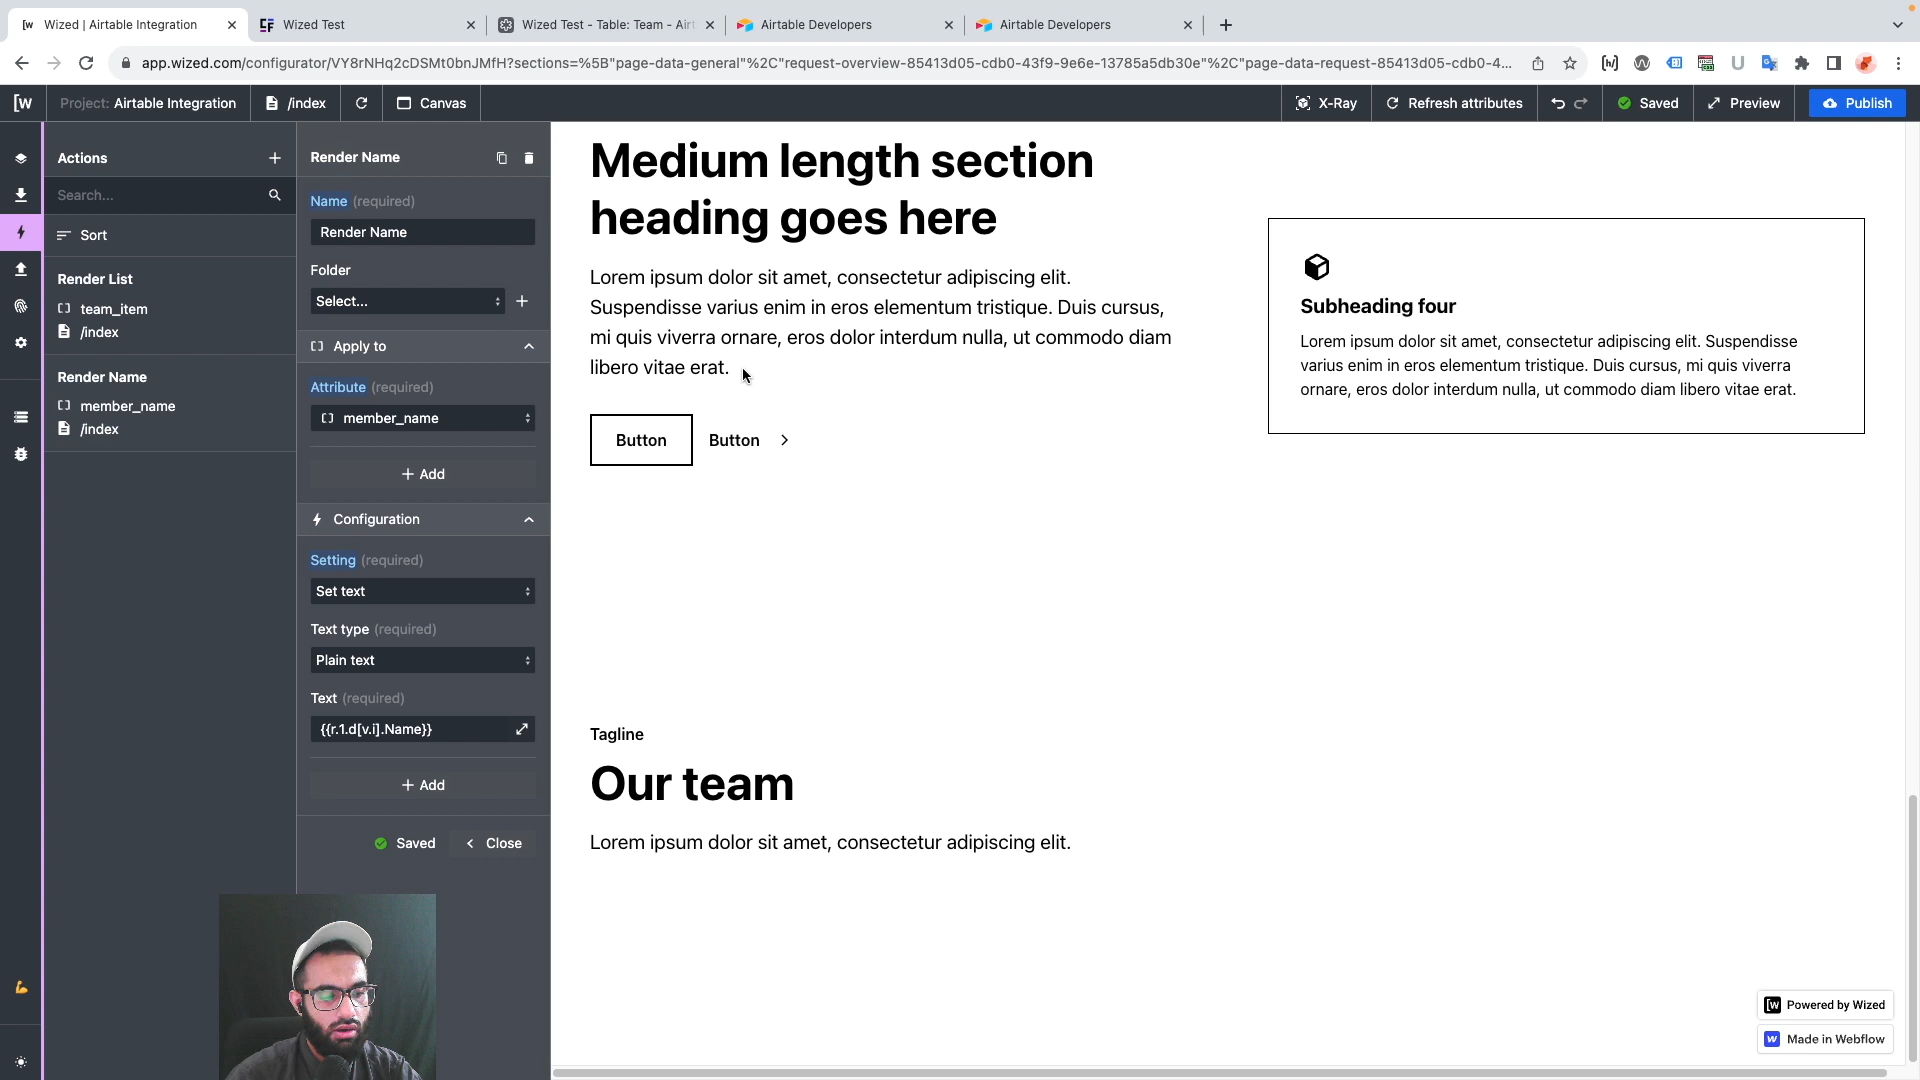 Wized | Airtable Integration
Wized Test
Wized Test - Table: Team - Airt
Airtable Developers
Airtable Developers
app.wized.com/configurator/VY8rNHq2cDSMt0bnJMfH?sections=%5B"page-data-general"%2C"request-overview-85413d05-cdb0-43f9-9e6e-13785a5db30e"%2C"page-data-request-85413d05-cdb0-4...
Project: Airtable Integration
/index
Canvas
X-Ray
Refresh attributes
Saved
Preview
Publish
Actions
Search...
Sort
Render List
team_item
/index
Render Name
member_name
/index
Render Name
Name (required)
Render Name
Folder
Select...
Apply to
Attribute (required)
member_name
Add
Configuration
Setting (required)
Set text
Text type (required)
Plain text
Text (required)
{{r.1.d[v.i].Name}}
Add
Saved
Close
Medium length section
heading goes here
Lorem ipsum dolor sit amet, consectetur adipiscing elit.
Suspendisse varius enim in eros elementum tristique. Duis cursus,
mi quis viverra ornare, eros dolor interdum nulla, ut commodo diam
libero vitae erat.
Button
Button
Subheading four
Lorem ipsum dolor sit amet, consectetur adipiscing elit. Suspendisse
varius enim in eros elementum tristique. Duis cursus, mi quis viverra
ornare, eros dolor interdum nulla, ut commodo diam libero vitae erat.
Tagline
Our team
Lorem ipsum dolor sit amet, consectetur adipiscing elit.
Powered by Wized
Made in Webflow